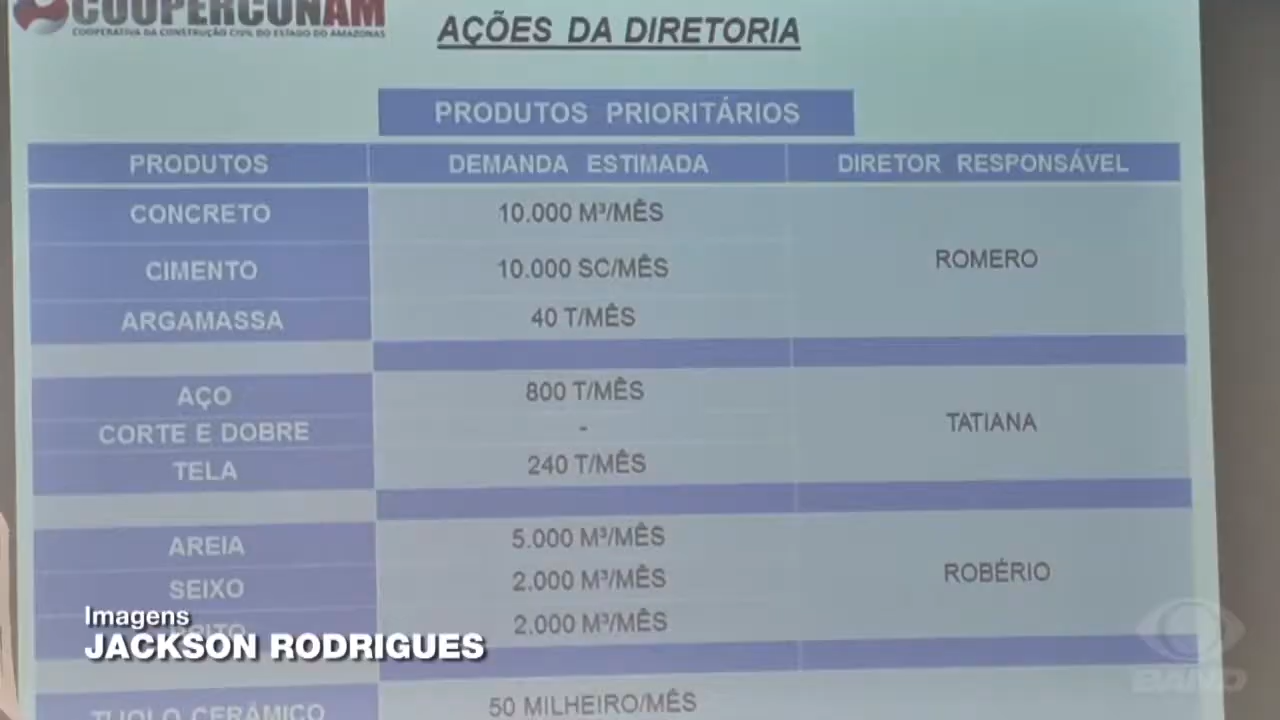 COOPERCONAM
COOPERATIVA DA CONSTRUÇÃO CIVIL DO ESTADO DO AMAZONAS
AÇÕES DA DIRETORIA
PRODUTOS PRIORITÁRIOS
PRODUTOS DEMANDA ESTIMADA DIRETOR RESPONSÁVEL
CONCRETO 10.000 M³/MÊS
CIMENTO 10.000 SC/MÊS ROMERO
ARGAMASSA 40 T/MÊS
AÇO 800 T/MÊS
CORTE E DOBRE - TATIANA
TELA 240 T/MÊS
AREIA 5.000 M³/MÊS
SEIXO 2.000 M³/MÊS ROBÉRIO
2.000 M³/MÊS
TIJOLO CERÂMICO 50 MILHEIRO/MÊS
Imagens
JACKSON RODRIGUES
BAND